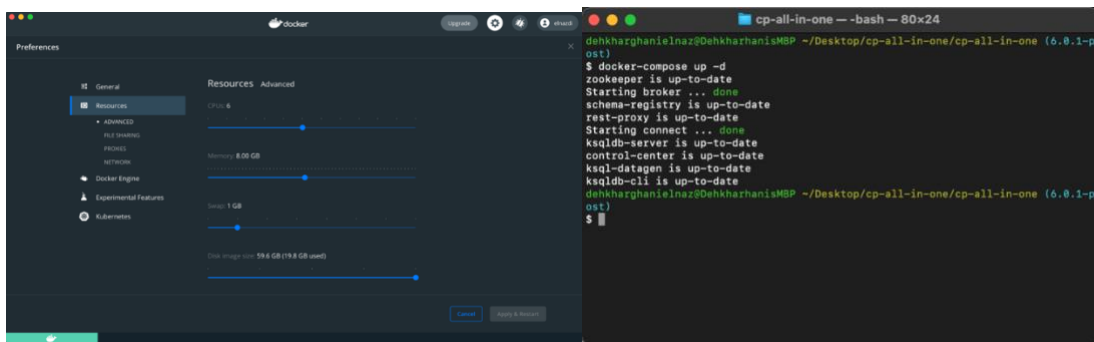 docker
Upgrade
Preferences
General
Resources
ADVANCED
FILE SHARING
PROXIES
NETWORK
Docker Engine
Experimental Features
Kubernetes
Resources Advanced
CPUs: 6
Memory: 8.00 GB
Swap: 1 GB
Disk image size: 59.6 GB (19.8 GB used)
Cancel
Apply & Restart
cp-all-in-one — -bash — 80×24
dehkharghanielnaz@DehkharhanisMBP ~/Desktop/cp-all-in-one/cp-all-in-one (6.0.1-p
ost)
$ docker-compose up -d
zookeeper is up-to-date
Starting broker ... done
schema-registry is up-to-date
rest-proxy is up-to-date
Starting connect ... done
ksqldb-server is up-to-date
control-center is up-to-date
ksql-datagen is up-to-date
ksqldb-cli is up-to-date
dehkharghanielnaz@DehkharhanisMBP ~/Desktop/cp-all-in-one/cp-all-in-one (6.0.1-p
ost)
$